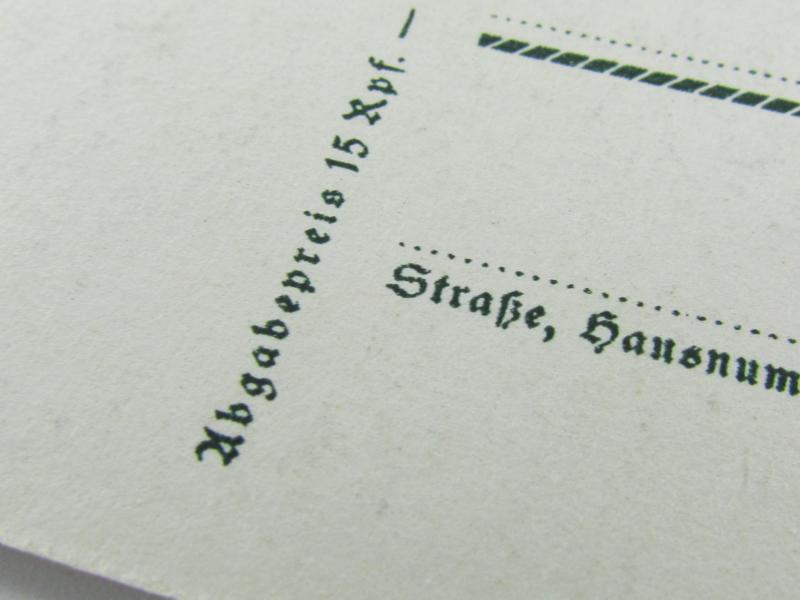 Abgabepreis 15 Rpf. —
Straße, Hausnum